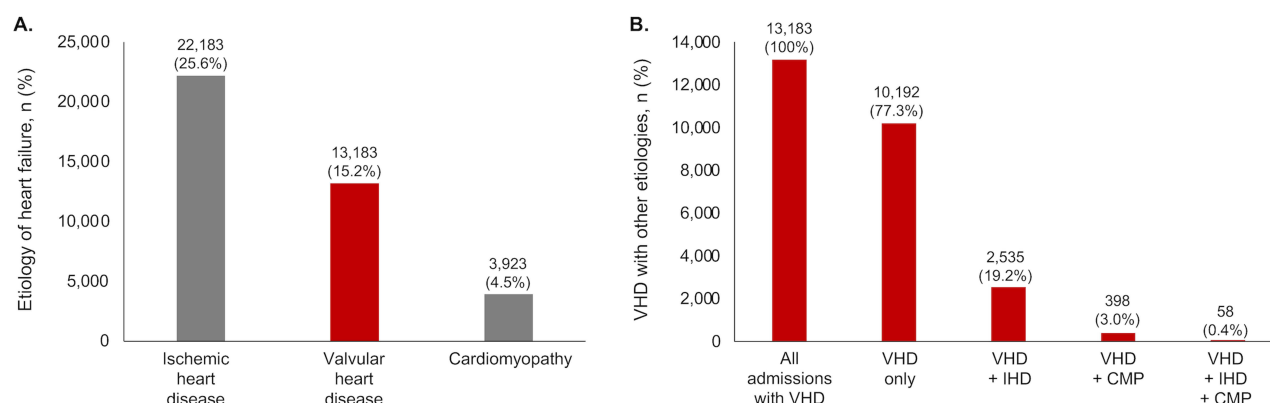 A.
Etiology of heart failure, n (%)
25,000
20,000
15,000
10,000
5,000
0
22,183
(25.6%)
13,183
(15.2%)
3,923
(4.5%)
Ischemic
heart
disease
Valvular
heart
disease
Cardiomyopathy
B.
VHD with other etiologies, n (%)
14,000
12,000
10,000
8,000
6,000
4,000
2,000
0
13,183
(100%)
10,192
(77.3%)
2,535
(19.2%)
398
(3.0%)
58
(0.4%)
All
admissions
with VHD
VHD
only
VHD
+ IHD
VHD
+ CMP
VHD
+ IHD
+ CMP